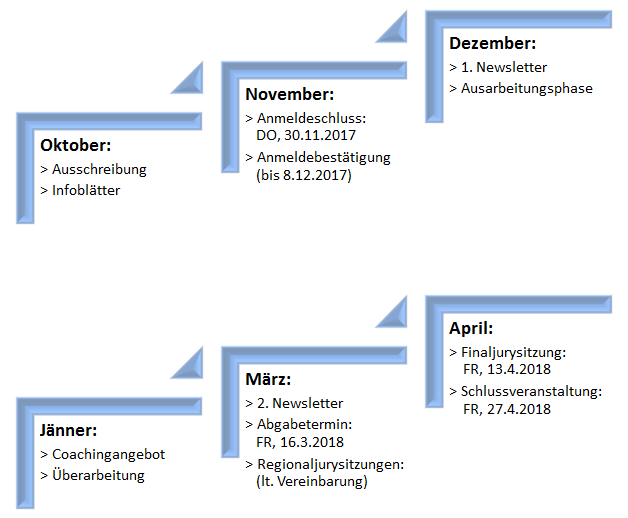 Oktober:
> Ausschreibung
> Infoblätter
November:
> Anmeldeschluss:
DO, 30.11.2017
> Anmeldebestätigung
(bis 8.12.2017)
Dezember:
> 1. Newsletter
> Ausarbeitungsphase
Jänner:
> Coachingangebot
> Überarbeitung
März:
> 2. Newsletter
> Abgabetermin:
FR, 16.3.2018
> Regionaljurysitzungen:
(lt. Vereinbarung)
April:
> Finaljurysitzung:
FR, 13.4.2018
> Schlussveranstaltung:
FR, 27.4.2018